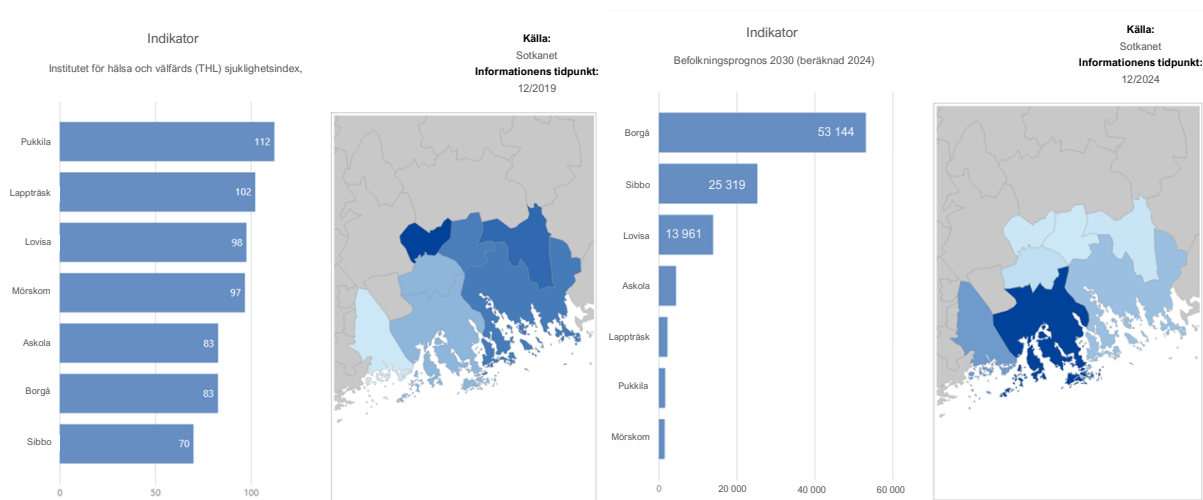 Indikator
Institutet för hälsa och välfärds (THL) sjuklighetsindex,
Källa:
Sotkanet
Informationens tidpunkt:
12/2019
Pukkila
112
Lappträsk
102
Lovisa
98
Mörskom
97
Askola
83
Borgå
83
Sibbo
70
0
50
100
Indikator
Befolkningsprognos 2030 (beräknad 2024)
Källa:
Sotkanet
Informationens tidpunkt:
12/2024
Borgå
53 144
Sibbo
25 319
Lovisa
13 961
Askola
Lappträsk
Pukkila
Mörskom
0
20 000
40 000
60 000